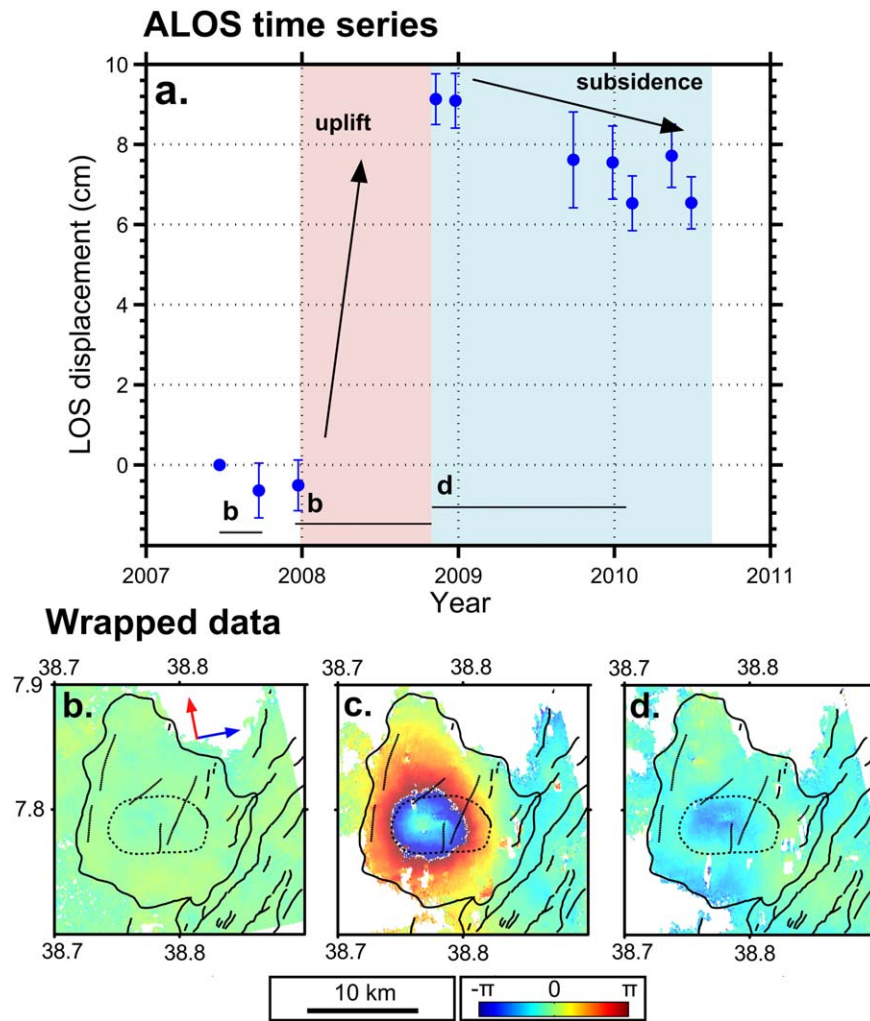 ALOS time series
a.
uplift
subsidence
b
b
d
LOS displacement (cm)
10
8
6
4
2
0
2007 2008 2009 2010 2011
Year
Wrapped data
38.7 38.8 38.7 38.8 38.7 38.8
7.9
7.8
b. c. d.
38.7 38.8 38.7 38.8 38.7 38.8
10 km
-π 0 π